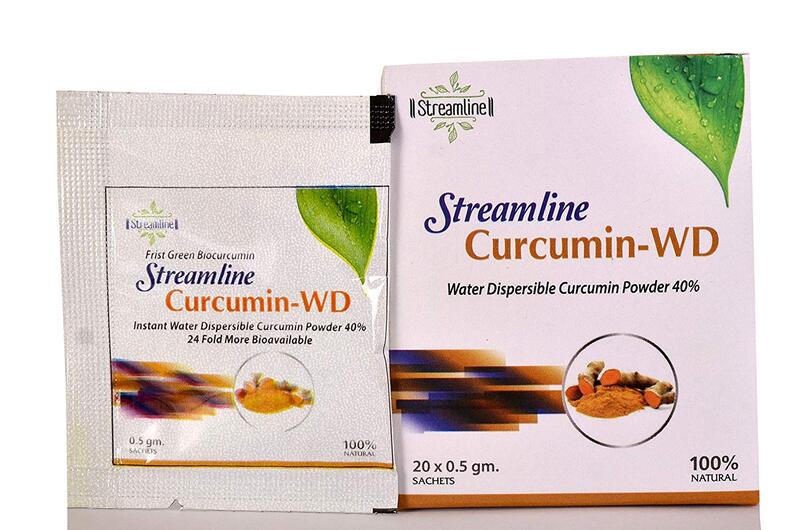 Streamline
Frist Green Biocurcumin
Streamline
Curcumin-WD
Instant Water Dispersible Curcumin Powder 40%
24 Fold More Bioavailable
0.5 gm.
SACHETS
100%
NATURAL
Streamline
Streamline
Curcumin-WD
Water Dispersible Curcumin Powder 40%
20 x 0.5 gm.
SACHETS
100%
NATURAL